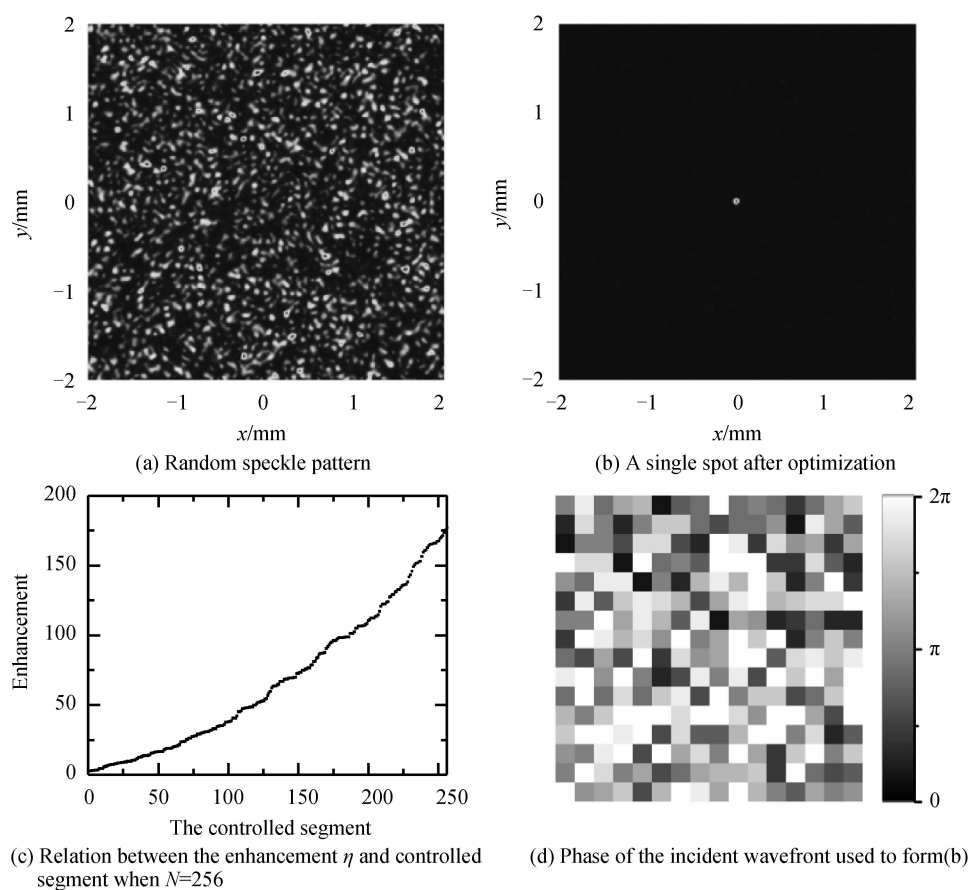 2
2
1
1
0
0
y/mm
y/mm
−1
−1
−2
−2
−2 −1 0 1 2
−2 −1 0 1 2
x/mm
x/mm
(a) Random speckle pattern
(b) A single spot after optimization
200
150
100
50
0
Enhancement
0 50 100 150 200 250
The controlled segment
2π
π
0
(c) Relation between the enhancement η and controlled
segment when N=256
(d) Phase of the incident wavefront used to form(b)